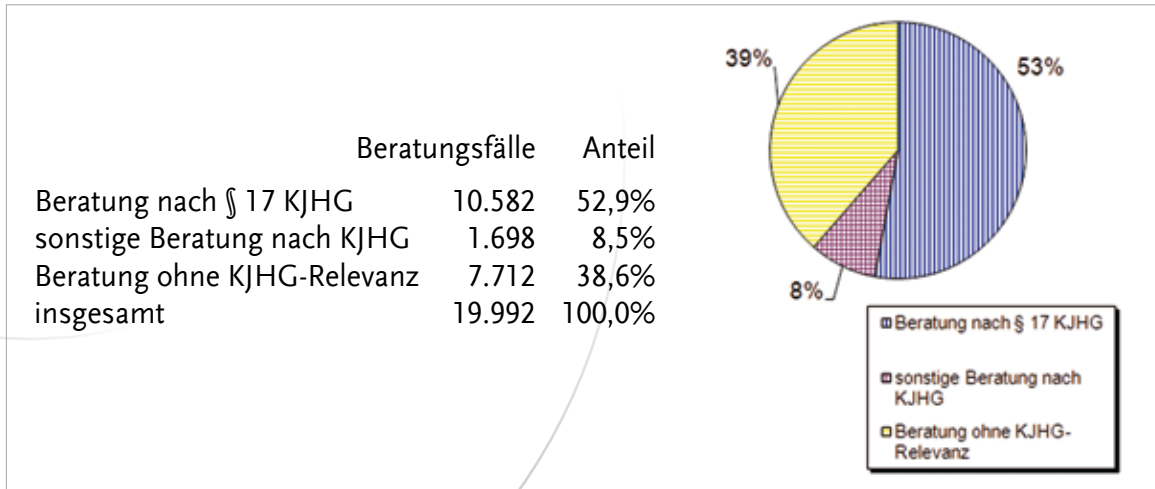 Beratungsfälle Anteil
Beratung nach § 17 KJHG 10.582 52,9%
sonstige Beratung nach KJHG 1.698 8,5%
Beratung ohne KJHG-Relevanz 7.712 38,6%
insgesamt 19.992 100,0%
39%
53%
8%
Beratung nach § 17 KJHG
sonstige Beratung nach
KJHG
Beratung ohne KJHG-
Relevanz